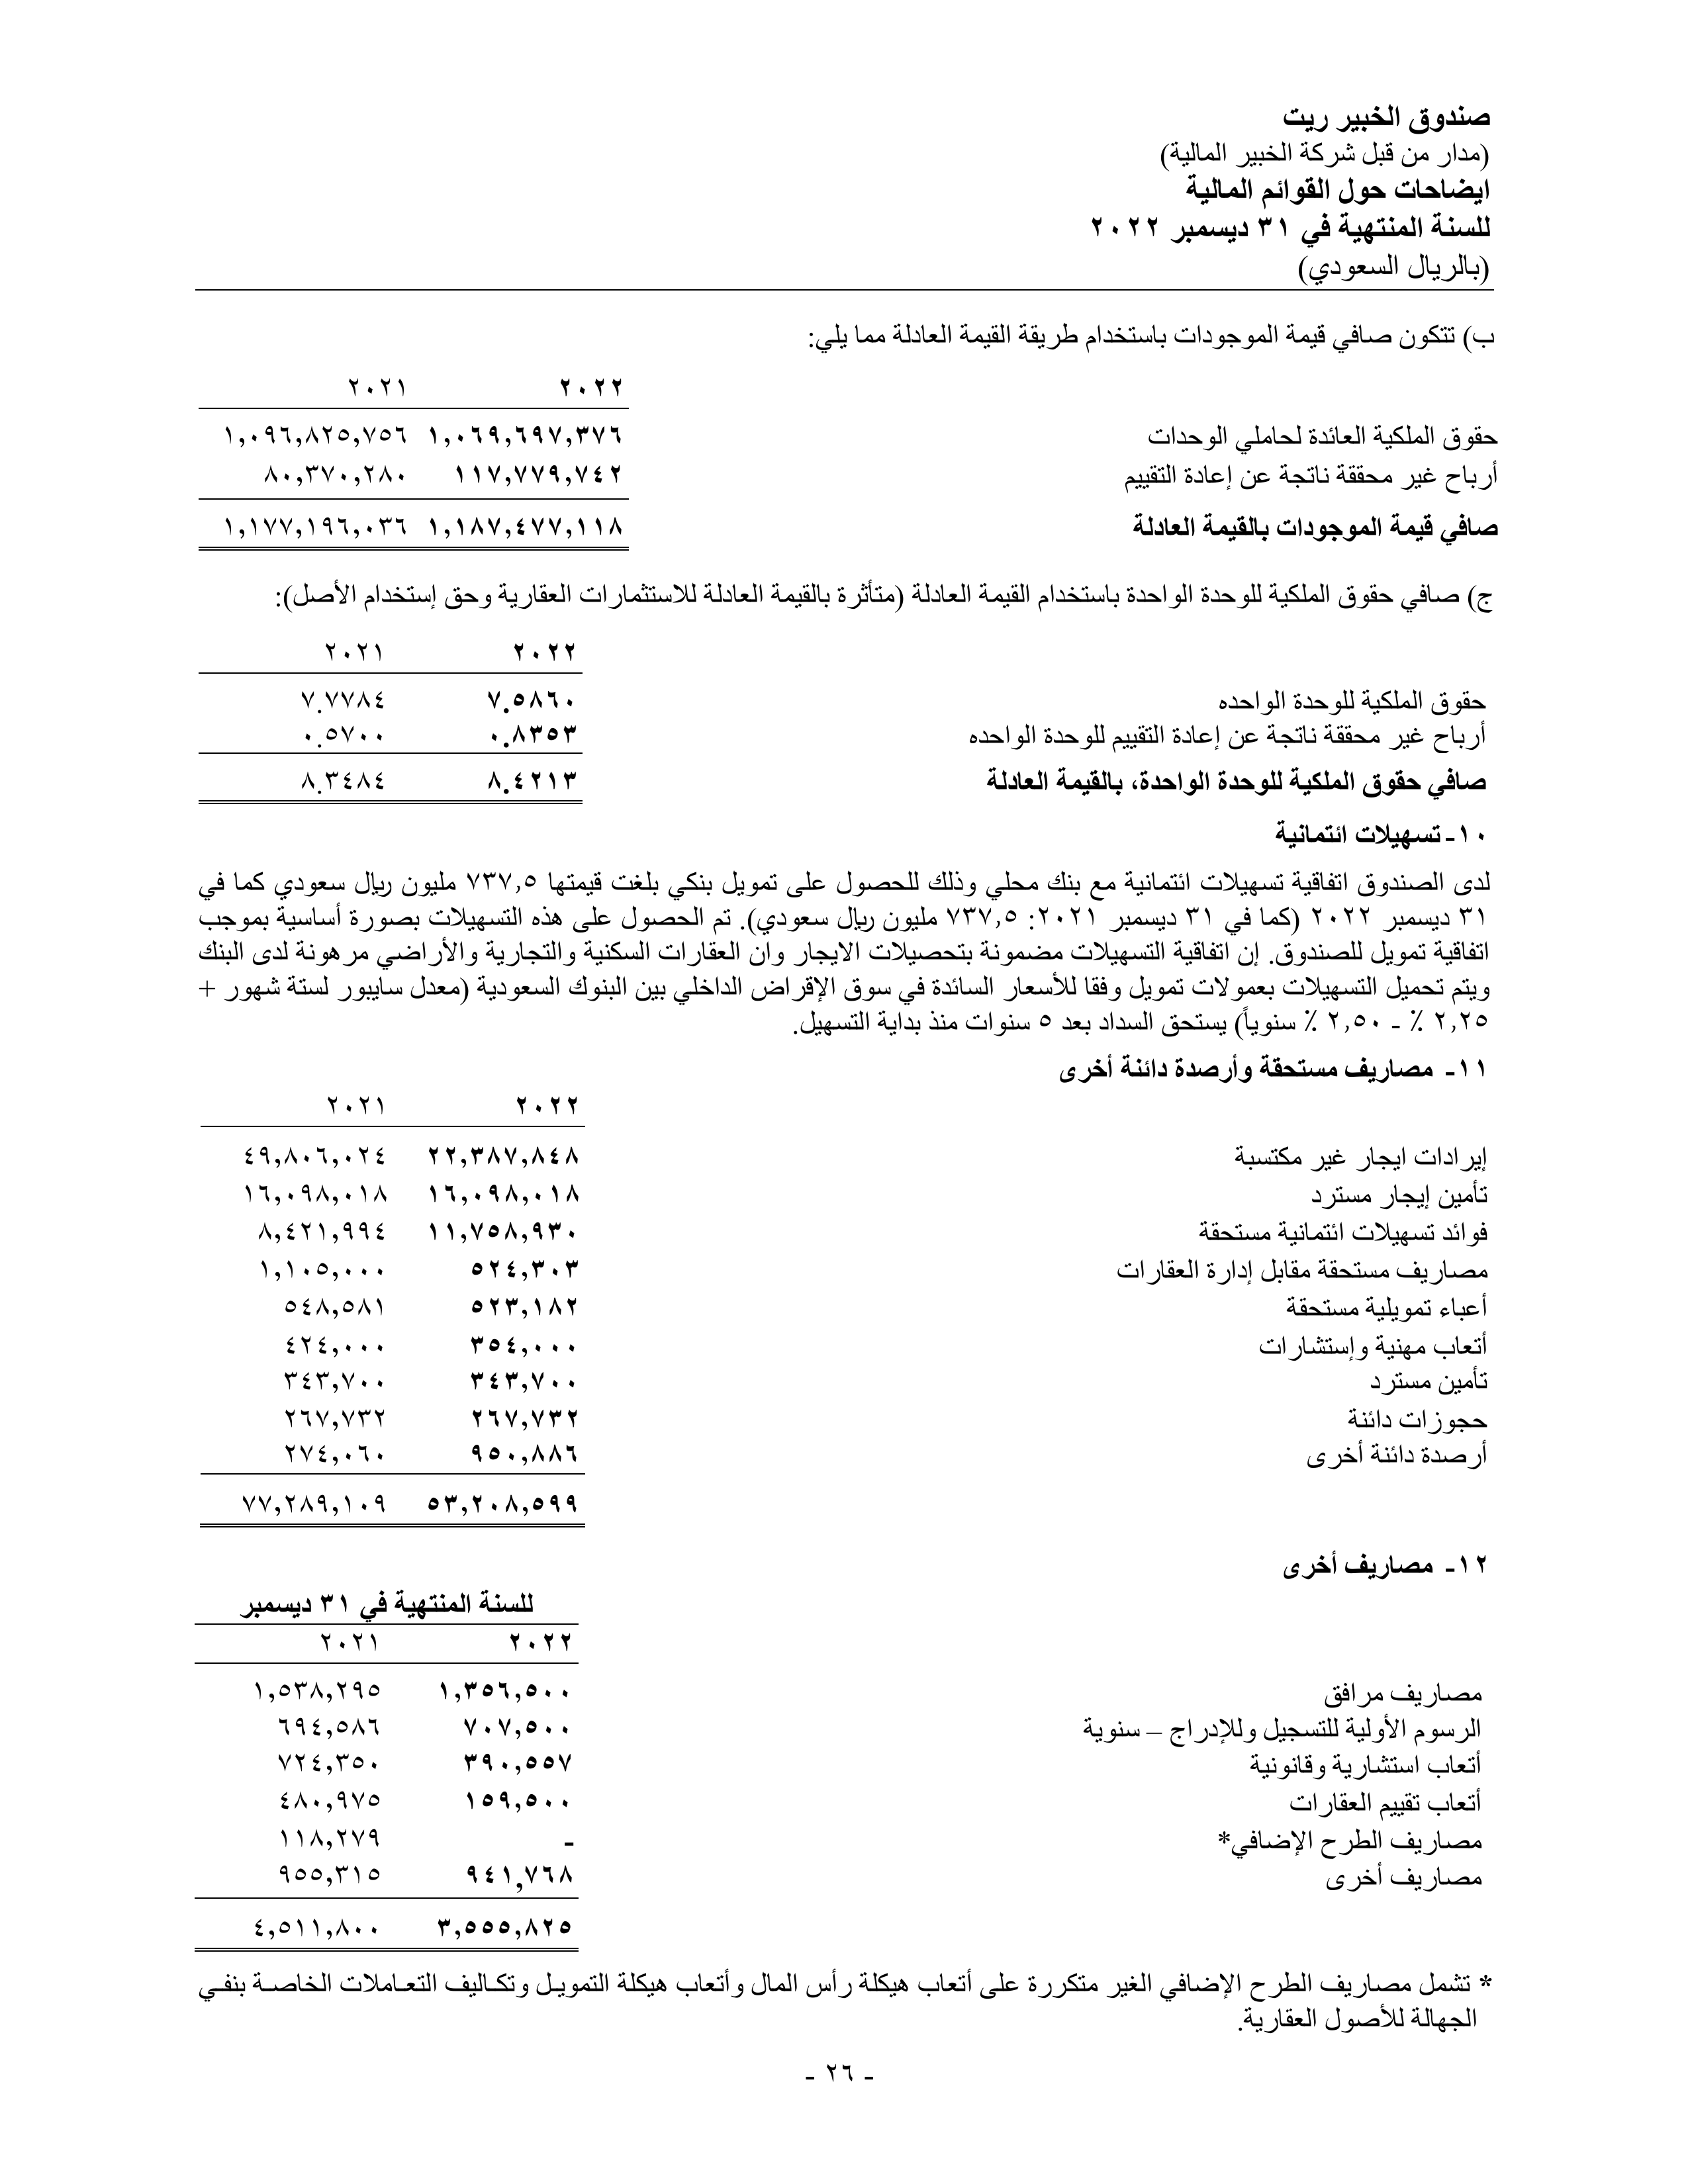 صندوق الخبير ريت
(مدار من قبل شركة الخبير المالية)
ايضاحات حول القوائم المالية
للسنة المنتهية في ٣١ ديسمبر ٢٠٢٢
(بالريال السعودي)
ب) تتكون صافي قيمة الموجودات باستخدام طريقة القيمة العادلة مما يلي:
٢٠٢٢ ٢٠٢١
حقوق الملكية العائدة لحاملي الوحدات ١,٠٦٩,٦٩٧,٣٧٦ ١,٠٩٦,٨٢٥,٧٥٦
أرباح غير محققة ناتجة عن إعادة التقييم ١١٧,٧٧٩,٧٤٢ ٨٠,٣٧٠,٢٨٠
صافي قيمة الموجودات بالقيمة العادلة ١,١٨٧,٤٧٧,١١٨ ١,١٧٧,١٩٦,٠٣٦
ج) صافي حقوق الملكية للوحدة الواحدة باستخدام القيمة العادلة (متأثرة بالقيمة العادلة للاستثمارات العقارية وحق إستخدام الأصل):
٢٠٢٢ ٢٠٢١
حقوق الملكية للوحدة الواحده ٧.٥٨٦٠ ٧.٧٧٨٤
أرباح غير محققة ناتجة عن إعادة التقييم للوحدة الواحده ٠.٨٣٥٣ ٠.٥٧٠٠
صافي حقوق الملكية للوحدة الواحدة، بالقيمة العادلة ٨.٤٢١٣ ٨.٣٤٨٤
١٠- تسهيلات ائتمانية
لدى الصندوق اتفاقية تسهيلات ائتمانية مع بنك محلي وذلك للحصول على تمويل بنكي بلغت قيمتها ٧٣٧,٥ مليون ريال سعودي كما في
٣١ ديسمبر ٢٠٢٢ (كما في ٣١ ديسمبر ٢٠٢١: ٧٣٧,٥ مليون ريال سعودي). تم الحصول على هذه التسهيلات بصورة أساسية بموجب
اتفاقية تمويل للصندوق. إن اتفاقية التسهيلات مضمونة بتحصيلات الايجار وان العقارات السكنية والتجارية والأراضي مرهونة لدى البنك
ويتم تحميل التسهيلات بعمولات تمويل وفقا للأسعار السائدة في سوق الإقراض الداخلي بين البنوك السعودية (معدل سايبور لستة شهور +
٢,٢٥ ٪ - ٢,٥٠ ٪ سنوياً) يستحق السداد بعد ٥ سنوات منذ بداية التسهيل.
١١- مصاريف مستحقة وأرصدة دائنة أخرى
٢٠٢٢ ٢٠٢١
إيرادات ايجار غير مكتسبة ٢٢,٣٨٧,٨٤٨ ٤٩,٨٠٦,٠٢٤
تأمين إيجار مسترد ١٦,٠٩٨,٠١٨ ١٦,٠٩٨,٠١٨
فوائد تسهيلات ائتمانية مستحقة ١١,٧٥٨,٩٣٠ ٨,٤٢١,٩٩٤
مصاريف مستحقة مقابل إدارة العقارات ٥٢٤,٣٠٣ ١,١٠٥,٠٠٠
أعباء تمويلية مستحقة ٥٢٣,١٨٢ ٥٤٨,٥٨١
أتعاب مهنية وإستشارات ٣٥٤,٠٠٠ ٤٢٤,٠٠٠
تأمين مسترد ٣٤٣,٧٠٠ ٣٤٣,٧٠٠
حجوزات دائنة ٢٦٧,٧٣٢ ٢٦٧,٧٣٢
أرصدة دائنة أخرى ٩٥٠,٨٨٦ ٢٧٤,٠٦٠
٥٣,٢٠٨,٥٩٩ ٧٧,٢٨٩,١٠٩
١٢- مصاريف أخرى
للسنة المنتهية في ٣١ ديسمبر
٢٠٢٢ ٢٠٢١
مصاريف مرافق ١,٣٥٦,٥٠٠ ١,٥٣٨,٢٩٥
الرسوم الأولية للتسجيل وللإدراج – سنوية ٧٠٧,٥٠٠ ٦٩٤,٥٨٦
أتعاب استشارية وقانونية ٣٩٠,٥٥٧ ٧٢٤,٣٥٠
أتعاب تقييم العقارات ١٥٩,٥٠٠ ٤٨٠,٩٧٥
مصاريف الطرح الإضافي* - ١١٨,٢٧٩
مصاريف أخرى ٩٤١,٧٦٨ ٩٥٥,٣١٥
٣,٥٥٥,٨٢٥ ٤,٥١١,٨٠٠
* تشمل مصاريف الطرح الإضافي الغير متكررة على أتعاب هيكلة رأس المال وأتعاب هيكلة التمويل وتكاليف التعاملات الخاصة بنفي
الجهالة للأصول العقارية.
- ٢٦ -